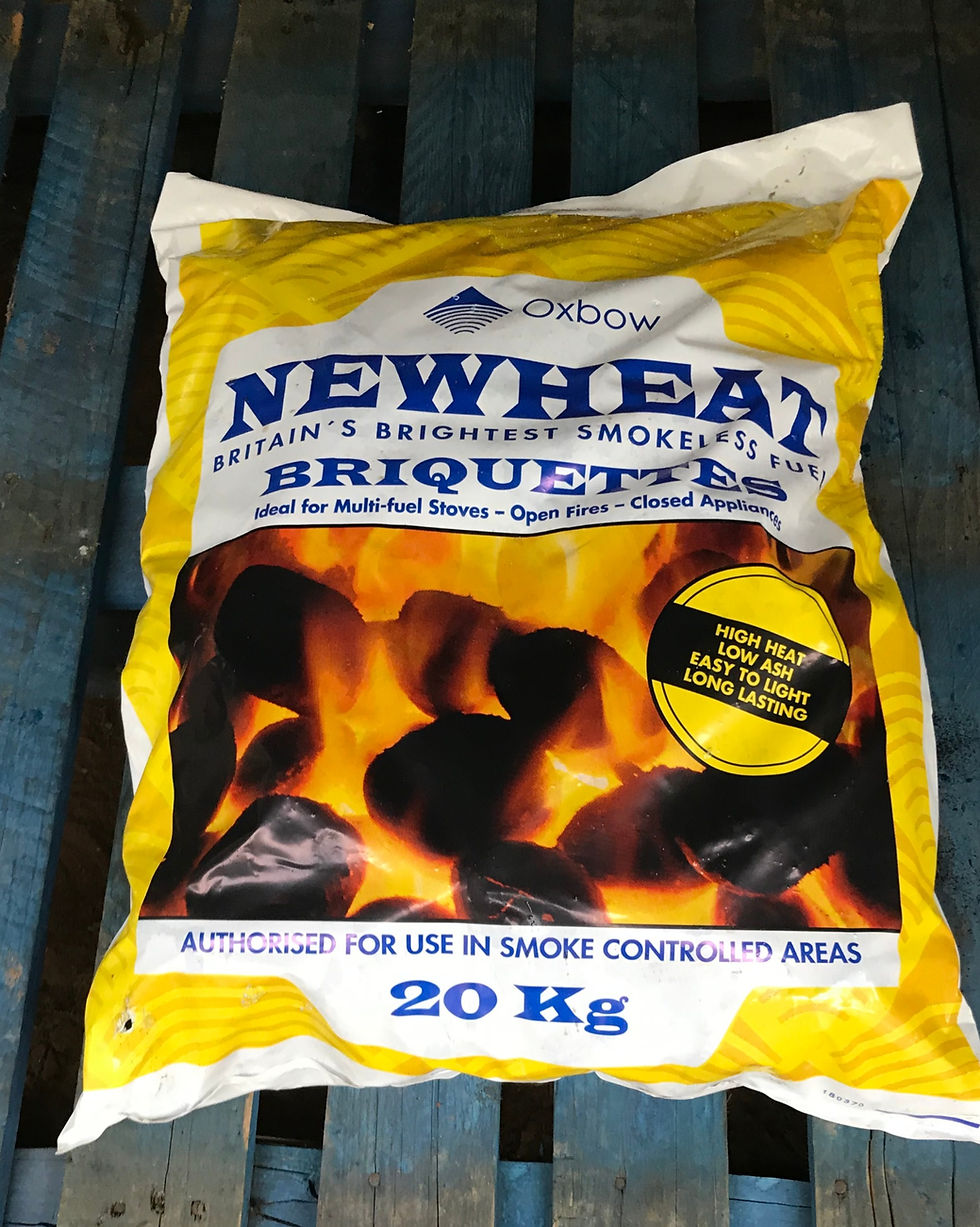 oxbow
NEWHEAT
BRITAIN´S BRIGHTEST SMOKELESS FUEL
BRIQUETTES
Ideal for Multi-fuel Stoves – Open Fires – Closed Appliances
HIGH HEAT
LOW ASH
EASY TO LIGHT
LONG LASTING
AUTHORISED FOR USE IN SMOKE CONTROLLED AREAS
20 Kg